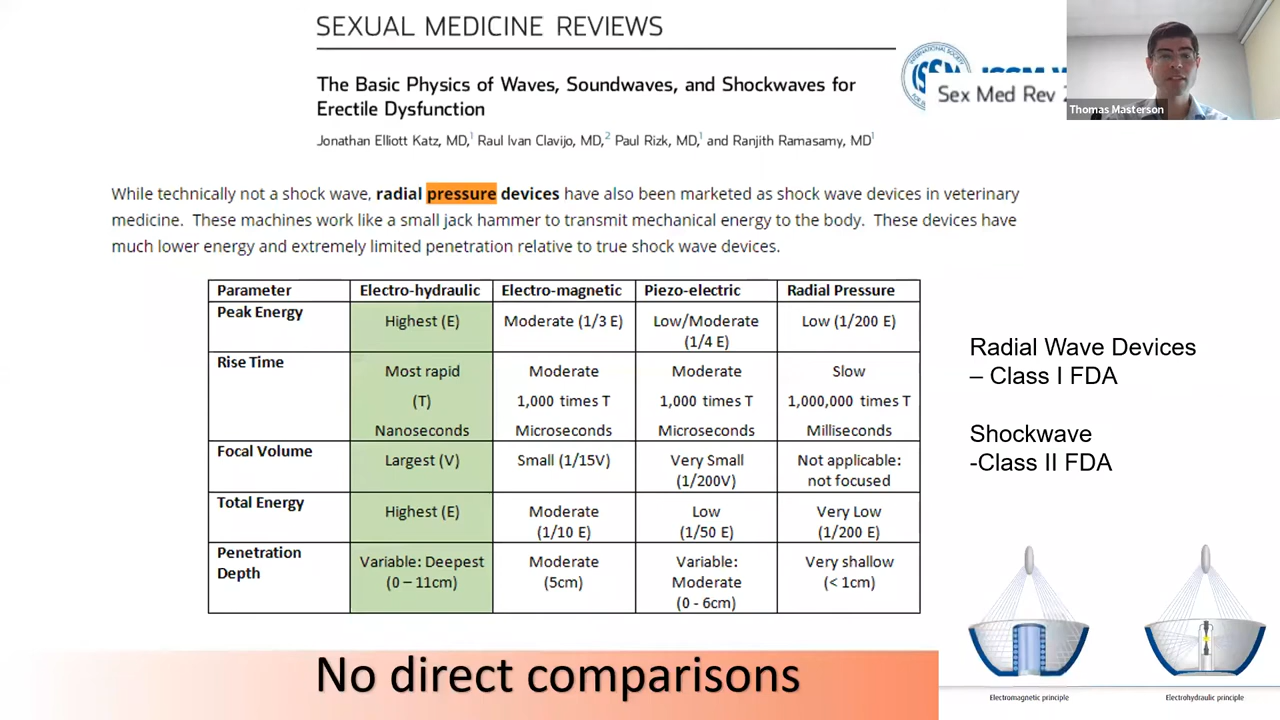 SEXUAL MEDICINE REVIEWS
The Basic Physics of Waves, Soundwaves, and Shockwaves for
Erectile Dysfunction
Jonathan Elliott Katz, MD,1 Raul Ivan Clavijo, MD,2 Paul Rizk, MD,1 and Ranjith Ramasamy, MD1
INTERNATIONAL SOCIETY
ISSM
Sex Med Rev
Thomas Masterson
While technically not a shock wave, radial pressure devices have also been marketed as shock wave devices in veterinary
medicine. These machines work like a small jack hammer to transmit mechanical energy to the body. These devices have
much lower energy and extremely limited penetration relative to true shock wave devices.
Parameter Electro-hydraulic Electro-magnetic Piezo-electric Radial Pressure
Peak Energy Highest (E) Moderate (1/3 E) Low/Moderate Low (1/200 E)
(1/4 E)
Rise Time Most rapid Moderate Moderate Slow
(T) 1,000 times T 1,000 times T 1,000,000 times T
Nanoseconds Microseconds Microseconds Milliseconds
Focal Volume Largest (V) Small (1/15V) Very Small Not applicable:
(1/200V) not focused
Total Energy Highest (E) Moderate Low Very Low
(1/10 E) (1/50 E) (1/200 E)
Penetration Variable: Deepest Moderate Variable: Very shallow
Depth (0 – 11cm) (5cm) Moderate (< 1cm)
(0 - 6cm)
Radial Wave Devices
– Class I FDA
Shockwave
-Class II FDA
Electromagnetic principle
Electrohydraulic principle
No direct comparisons